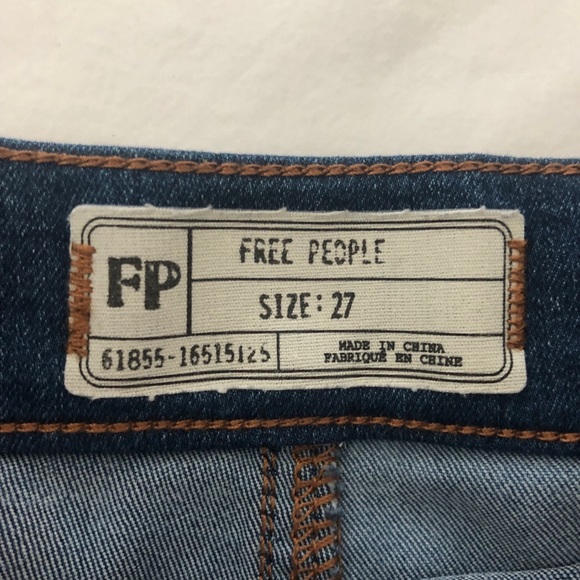 FP
FREE PEOPLE
SIZE: 27
61855-16515125
MADE IN CHINA
FABRIQUÉ EN CHINE